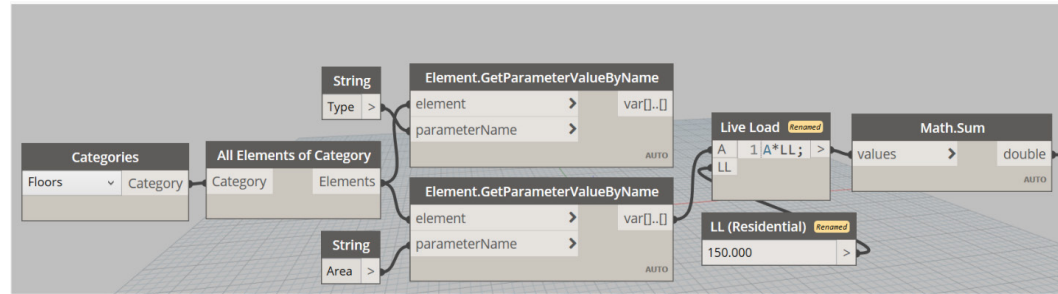 Categories
Floors
Category
All Elements of Category
Category
Elements
String
Type >
String
Area >
Element.GetParameterValueByName
element > var[]..[]
parameterName >
AUTO
Element.GetParameterValueByName
element > var[]..[]
parameterName >
AUTO
Live Load Renamed
A 1 A*LL; >
LL
LL (Residential) Renamed
150.000 >
Math.Sum
values > double
AUTO